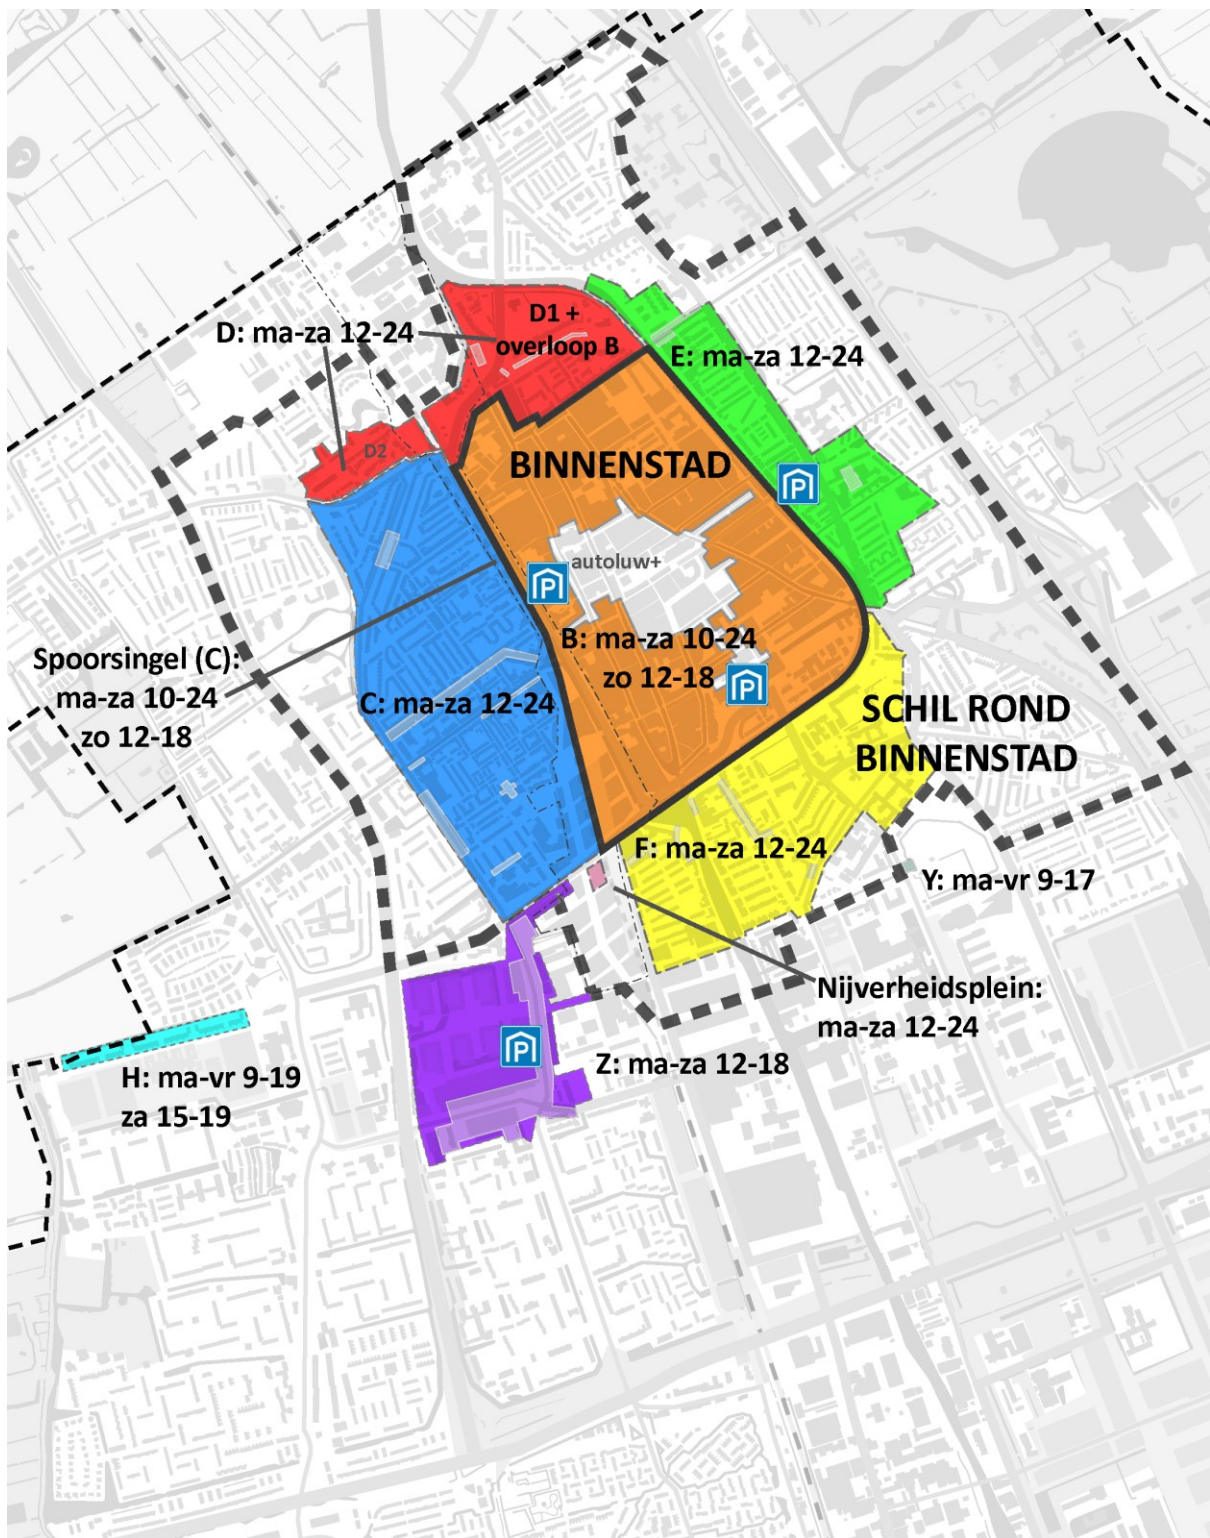 D1 +
overloop B
D: ma-za 12-24
E: ma-za 12-24
D2
BINNENSTAD
P
autoluw+
P
B: ma-za 10-24
zo 12-18
Spoorsingel (C):
ma-za 10-24
zo 12-18
P
C: ma-za 12-24
SCHIL ROND
BINNENSTAD
F: ma-za 12-24
Y: ma-vr 9-17
Nijverheidsplein:
ma-za 12-24
P
Z: ma-za 12-18
H: ma-vr 9-19
za 15-19